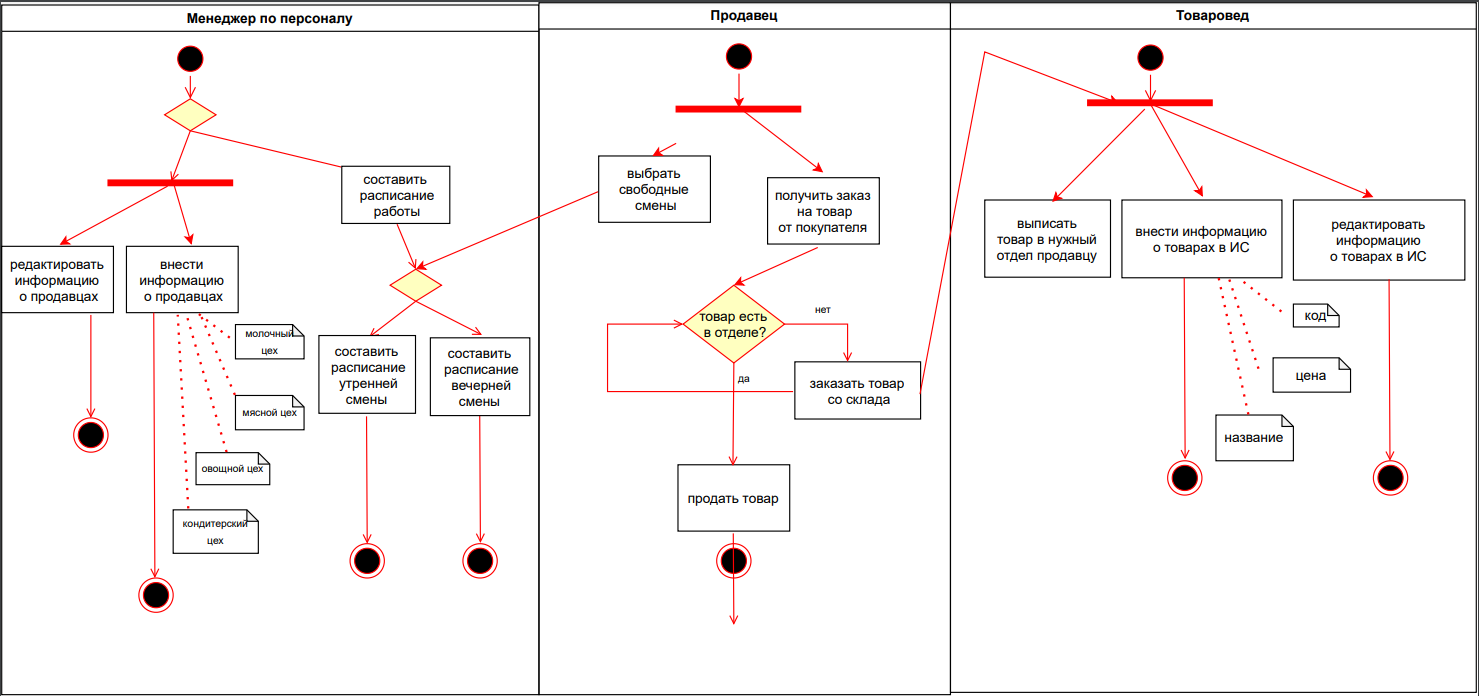 Менеджер по персоналу
Продавец
Товаровед
составить
расписание
работы
редактировать
информацию
о продавцах
внести
информацию
о продавцах
молочный
цех
мясной цех
овощной цех
кондитерский
цех
составить
расписание
утренней
смены
составить
расписание
вечерней
смены
выбрать
свободные
смены
получить заказ
на товар
от покупателя
товар есть
в отделе?
нет
да
заказать товар
со склада
продать товар
выписать
товар в нужный
отдел продавцу
внести информацию
о товарах в ИС
редактировать
информацию
о товарах в ИС
код
цена
название